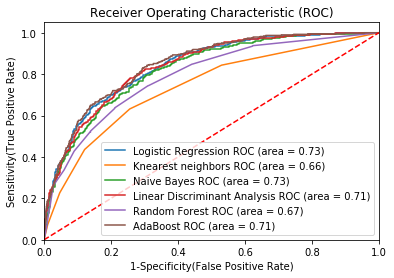 Receiver Operating Characteristic (ROC)
Sensitivity(True Positive Rate)
1.0
0.8
0.6
0.4
0.2
0.0
Logistic Regression ROC (area = 0.73)
Knearest neighbors ROC (area = 0.66)
Naive Bayes ROC (area = 0.73)
Linear Discriminant Analysis ROC (area = 0.71)
Random Forest ROC (area = 0.67)
AdaBoost ROC (area = 0.71)
0.0 0.2 0.4 0.6 0.8 1.0
1-Specificity(False Positive Rate)